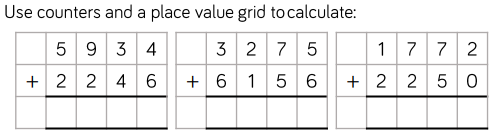 Use counters and a place value grid to calculate:
5 9 3 4 3 2 7 5 1 7 7 2
+ 2 2 4 6 + 6 1 5 6 + 2 2 5 0